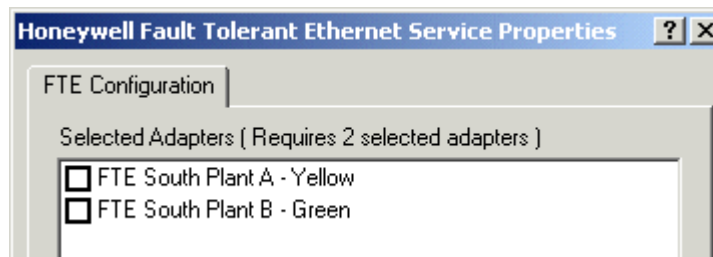 Honeywell Fault Tolerant Ethernet Service Properties
FTE Configuration
Selected Adapters ( Requires 2 selected adapters )
FTE South Plant A - Yellow
FTE South Plant B - Green